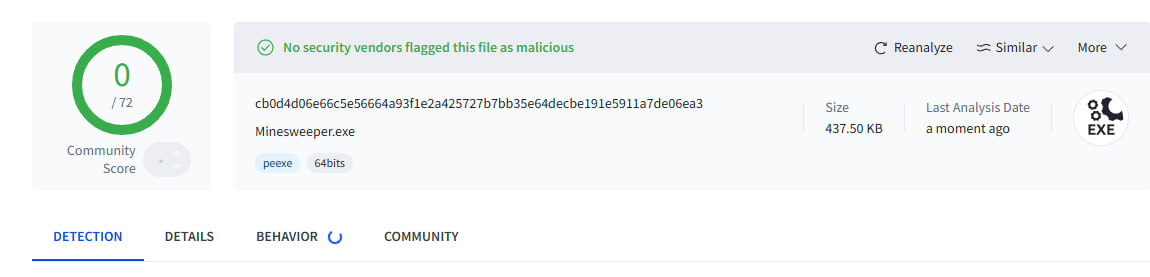 0
/ 72
Community
Score
No security vendors flagged this file as malicious
Reanalyze
Similar
More
cb0d4d06e66c5e56664a93f1e2a425727b7bb35e64decbe191e5911a7de06ea3
Minesweeper.exe
peexe
64bits
Size
437.50 KB
Last Analysis Date
a moment ago
EXE
DETECTION
DETAILS
BEHAVIOR
COMMUNITY